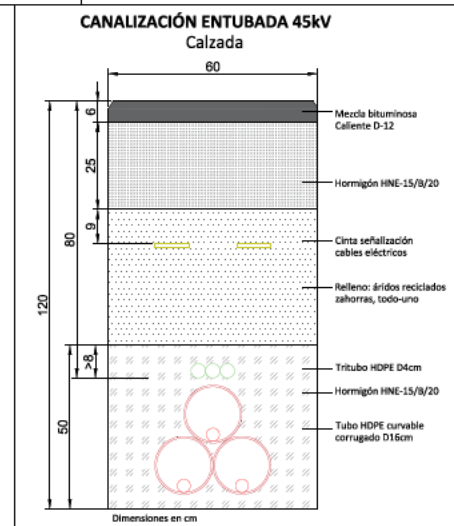 CANALIZACIÓN ENTUBADA 45kV
Calzada
60
6
Mezcla bituminosa
Caliente D-12
25
Hormigón HNE-15/B/20
9
Cinta señalización
cables eléctricos
80
Relleno: áridos reciclados
zahorras, todo-uno
120
>8
Tritubo HDPE D4cm
Hormigón HNE-15/B/20
50
Tubo HDPE curvable
corrugado D16cm
Dimensiones en cm